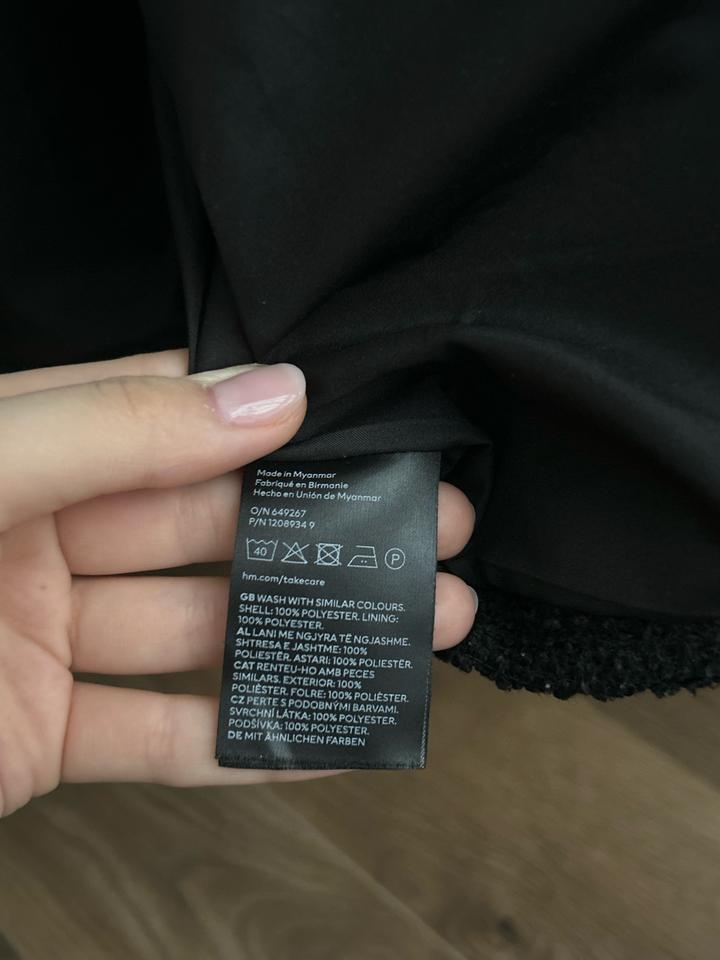 Made in Myanmar
Fabriqué en Birmanie
Hecho en Unión de Myanmar
O/N 649267
P/N 1208934 9
40 P
hm.com/takecare
GB WASH WITH SIMILAR COLOURS.
SHELL: 100% POLYESTER. LINING:
100% POLYESTER.
AL LANI ME NGJYRA TË NGJASHME.
SHTRESA E JASHTME: 100%
POLIESTËR. ASTARI: 100% POLIESTËR.
CAT RENTEU-HO AMB PECES
SIMILARS. EXTERIOR: 100%
POLIÈSTER. FOLRE: 100% POLIÈSTER.
CZ PERTE S PODOBNÝMI BARVAMI.
SVRCHNÍ LÁTKA: 100% POLYESTER.
PODŠÍVKA: 100% POLYESTER.
DE MIT ÄHNLICHEN FARBEN